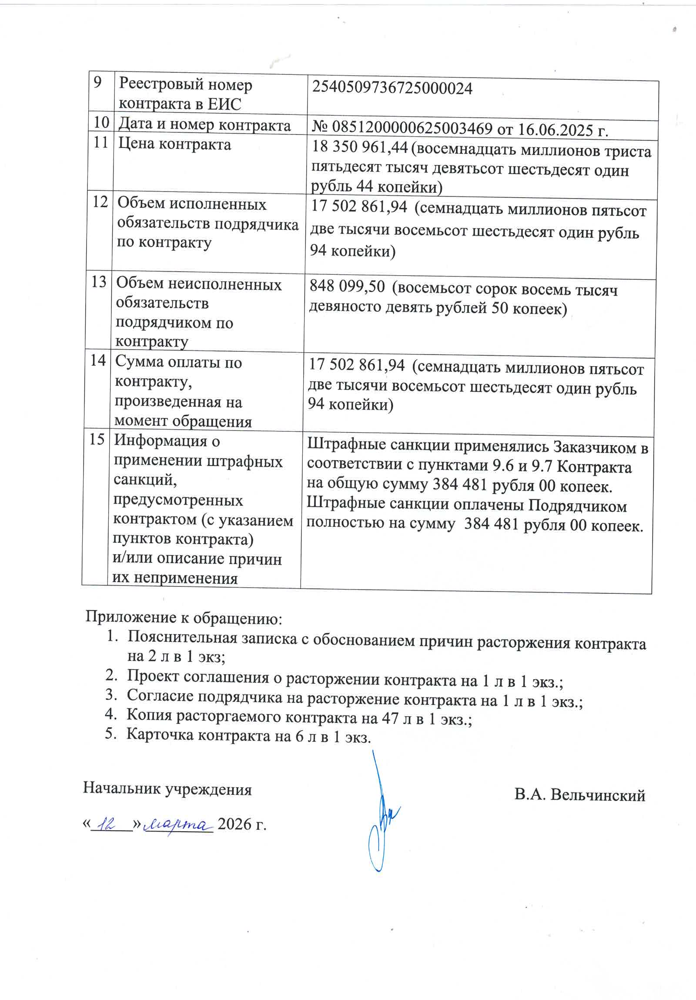 9 Реестровый номер 2540509736725000024
контракта в ЕИС
10 Дата и номер контракта № 0851200000625003469 от 16.06.2025 г.
11 Цена контракта 18 350 961,44 (восемнадцать миллионов триста
пятьдесят тысяч девятьсот шестьдесят один
рубль 44 копейки)
12 Объем исполненных 17 502 861,94 (семнадцать миллионов пятьсот
обязательств подрядчика две тысячи восемьсот шестьдесят один рубль
по контракту 94 копейки)
13 Объем неисполненных 848 099,50 (восемьсот сорок восемь тысяч
обязательств девяносто девять рублей 50 копеек)
подрядчиком по
контракту
14 Сумма оплаты по 17 502 861,94 (семнадцать миллионов пятьсот
контракту, две тысячи восемьсот шестьдесят один рубль
произведенная на 94 копейки)
момент обращения
15 Информация о Штрафные санкции применялись Заказчиком в
применении штрафных соответствии с пунктами 9.6 и 9.7 Контракта
санкций, на общую сумму 384 481 рубля 00 копеек.
предусмотренных Штрафные санкции оплачены Подрядчиком
контрактом (с указанием полностью на сумму 384 481 рубля 00 копеек.
пунктов контракта)
и/или описание причин
их неприменения
Приложение к обращению:
1. Пояснительная записка с обоснованием причин расторжения контракта
на 2 л в 1 экз;
2. Проект соглашения о расторжении контракта на 1 л в 1 экз.;
3. Согласие подрядчика на расторжение контракта на 1 л в 1 экз.;
4. Копия расторгаемого контракта на 47 л в 1 экз.;
5. Карточка контракта на 6 л в 1 экз.
Начальник учреждения В.А. Вельчинский
«12» марта 2026 г.